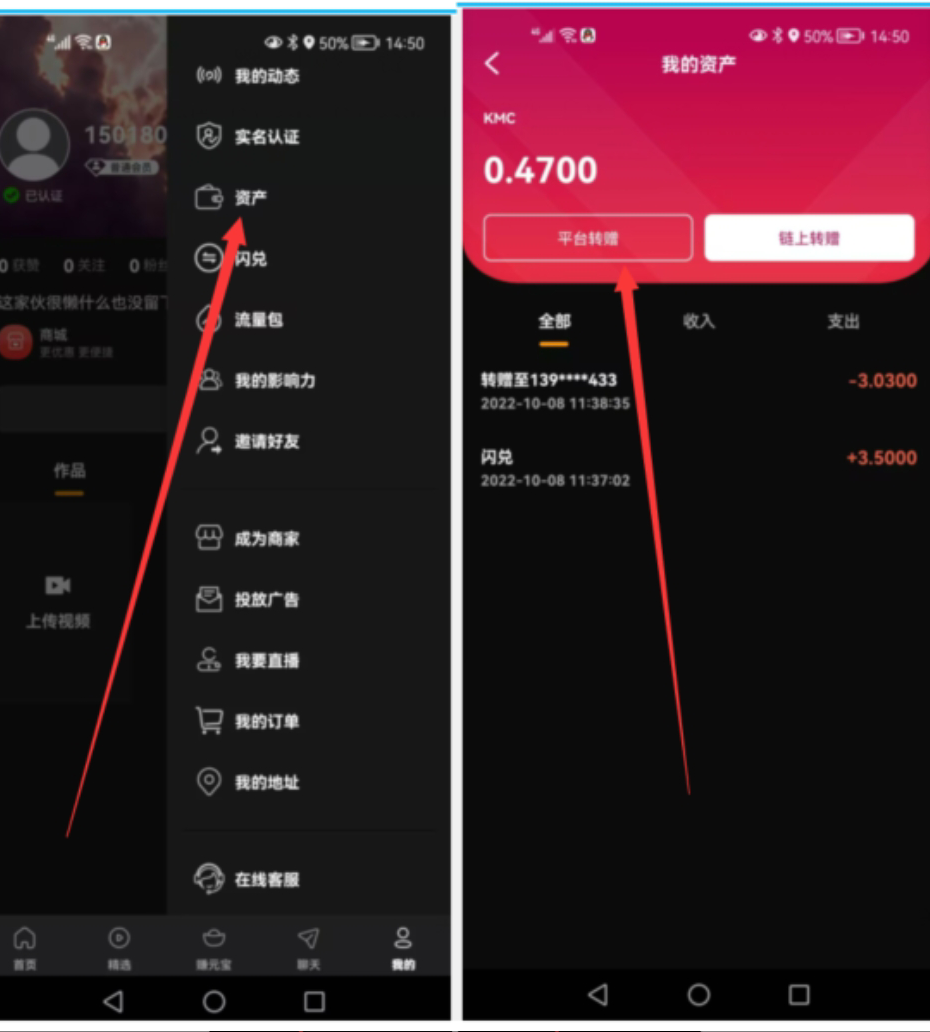 50% 14:50
我的动态
150180
实名认证
普通会员
已认证
资产
闪兑
0 获赞 0 关注 0 粉丝
这家伙很懒什么也没留下
流量包
商城
更优惠 更便捷
我的影响力
邀请好友
作品
成为商家
上传视频
投放广告
我要直播
我的订单
我的地址
在线客服
首页 精选 赚元宝 聊天 我的
50% 14:50
我的资产
KMC
0.4700
平台转赠 链上转赠
全部 收入 支出
转赠至139****433 -3.0300
2022-10-08 11:38:35
闪兑 +3.5000
2022-10-08 11:37:02